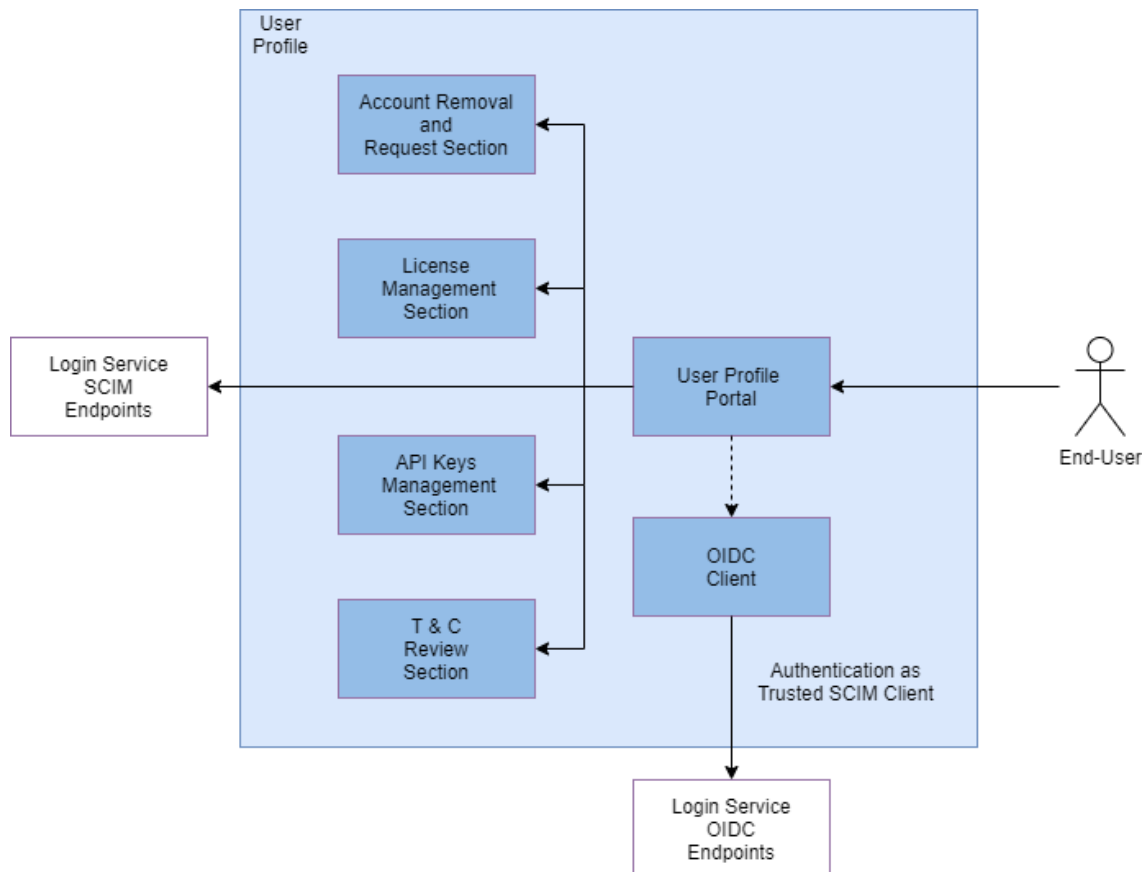 User
Profile
Account Removal
and
Request Section
License
Management
Section
Login Service
SCIM
Endpoints
User Profile
Portal
End-User
API Keys
Management
Section
OIDC
Client
T & C
Review
Section
Authentication as
Trusted SCIM Client
Login Service
OIDC
Endpoints